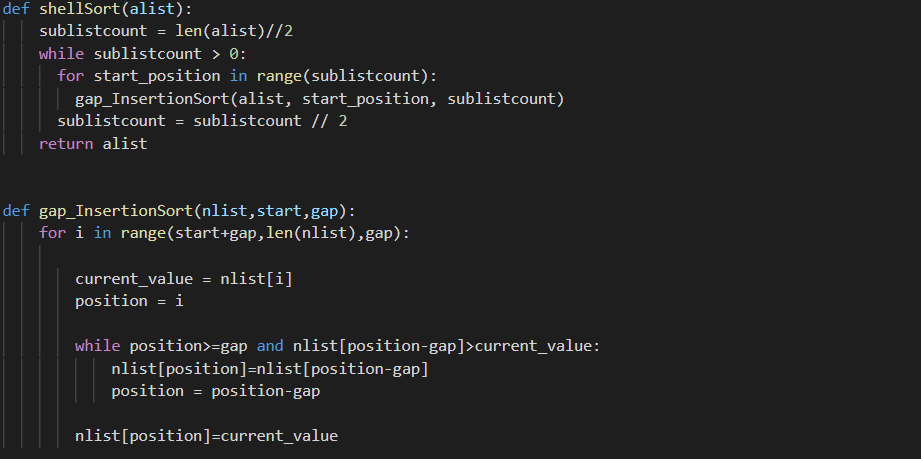 def shellSort(alist):
    sublistcount = len(alist)//2
    while sublistcount > 0:
      for start_position in range(sublistcount):
        gap_InsertionSort(alist, start_position, sublistcount)
      sublistcount = sublistcount // 2
    return alist


def gap_InsertionSort(nlist,start,gap):
    for i in range(start+gap,len(nlist),gap):

        current_value = nlist[i]
        position = i

        while position>=gap and nlist[position-gap]>current_value:
            nlist[position]=nlist[position-gap]
            position = position-gap

        nlist[position]=current_value